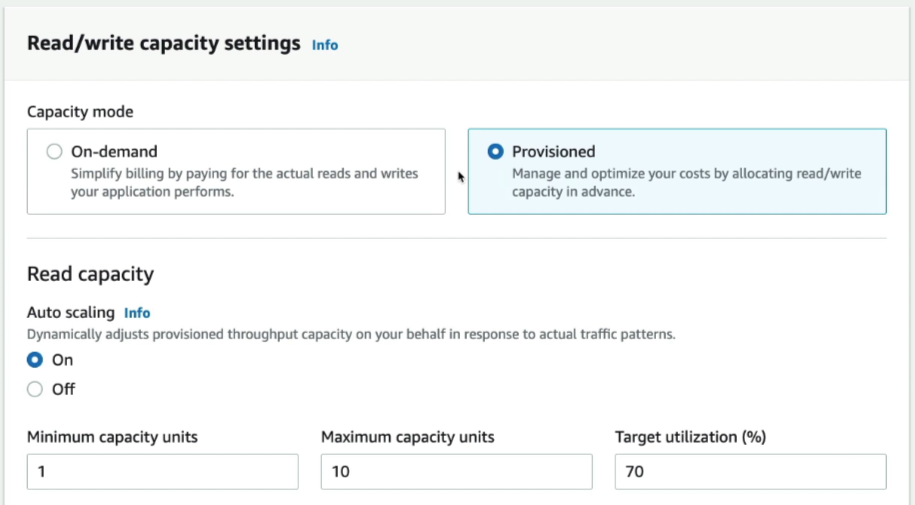 Read/write capacity settings Info
Capacity mode
On-demand
Simplify billing by paying for the actual reads and writes
your application performs.
Provisioned
Manage and optimize your costs by allocating read/write
capacity in advance.
Read capacity
Auto scaling Info
Dynamically adjusts provisioned throughput capacity on your behalf in response to actual traffic patterns.
On
Off
Minimum capacity units
1
Maximum capacity units
10
Target utilization (%)
70